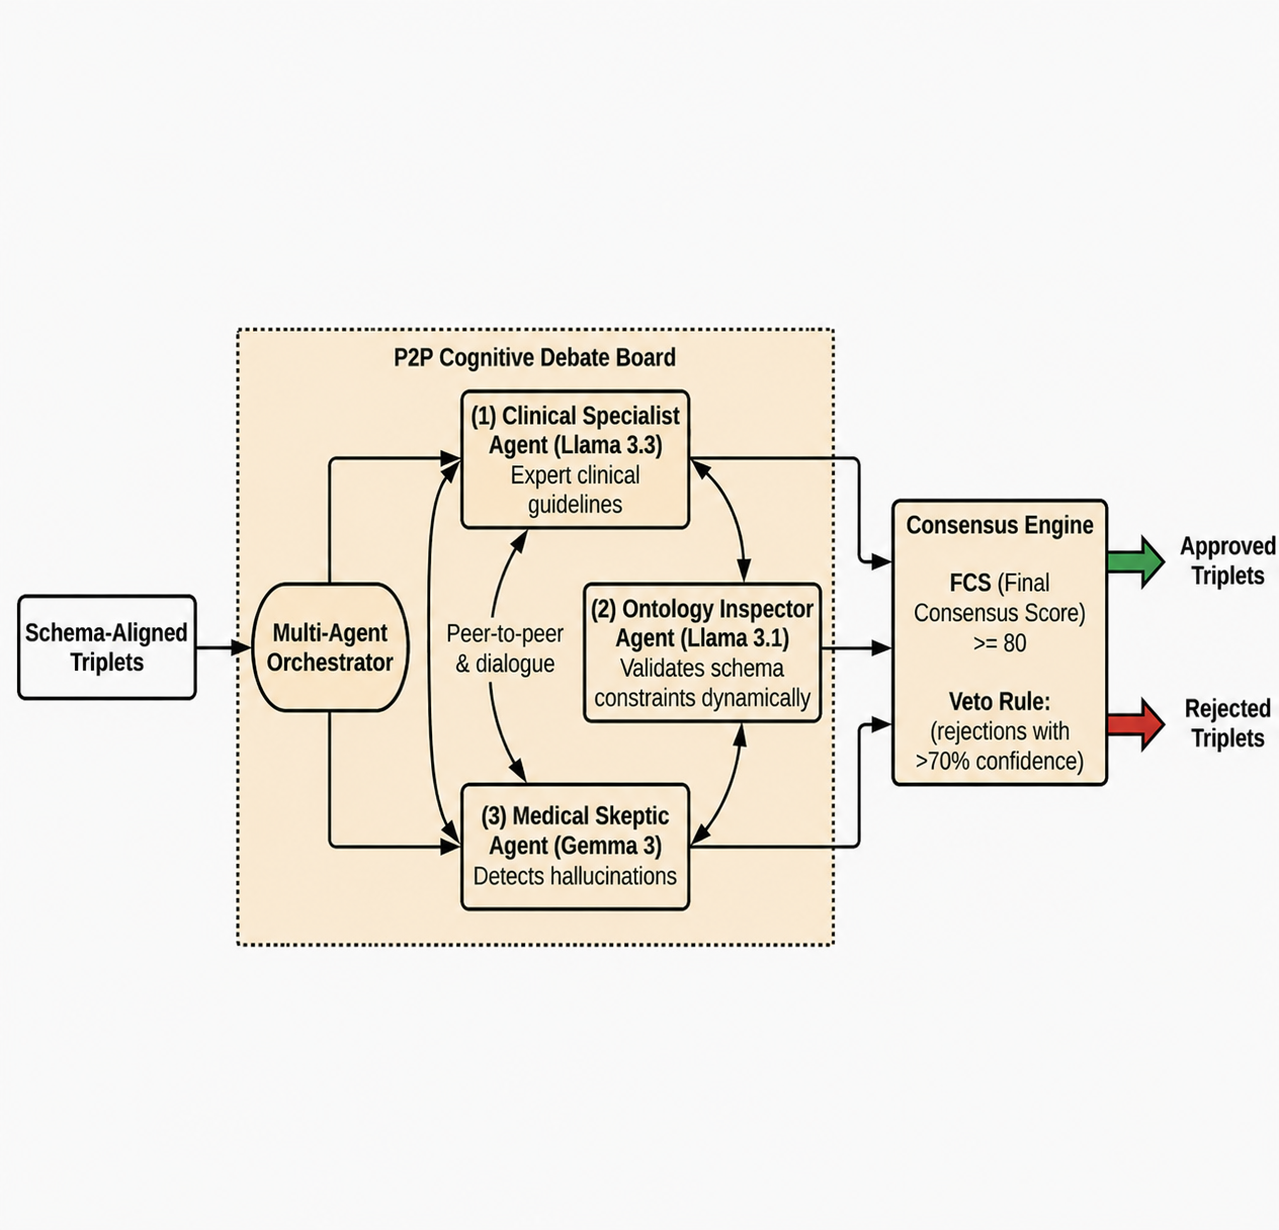 P2P Cognitive Debate Board
(1) Clinical Specialist
Agent (Llama 3.3)
Expert clinical
guidelines
Schema-Aligned
Triplets
Multi-Agent
Orchestrator
Peer-to-peer
& dialogue
(2) Ontology Inspector
Agent (Llama 3.1)
Validates schema
constraints dynamically
(3) Medical Skeptic
Agent (Gemma 3)
Detects hallucinations
Consensus Engine
FCS (Final
Consensus Score)
>= 80
Veto Rule:
(rejections with
>70% confidence)
Approved
Triplets
Rejected
Triplets